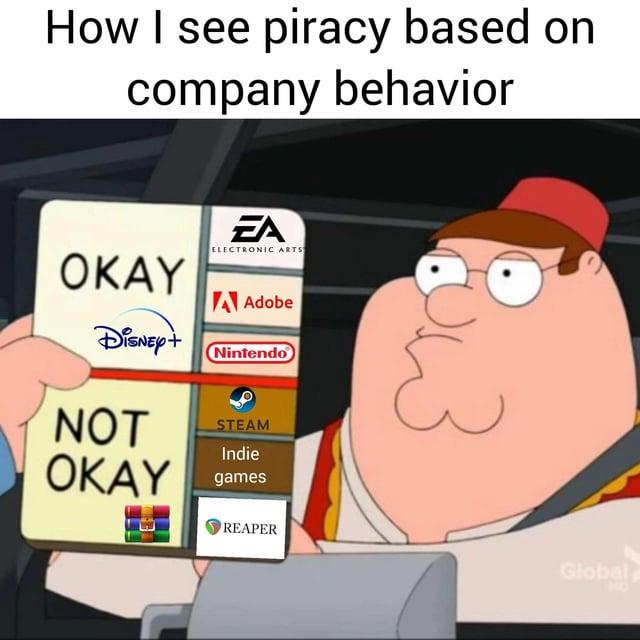 How I see piracy based on
company behavior
OKAY
Disney+
EA
ELECTRONIC ARTS
Adobe
Nintendo®
NOT
OKAY
STEAM
Indie
games
REAPER
Global
HD